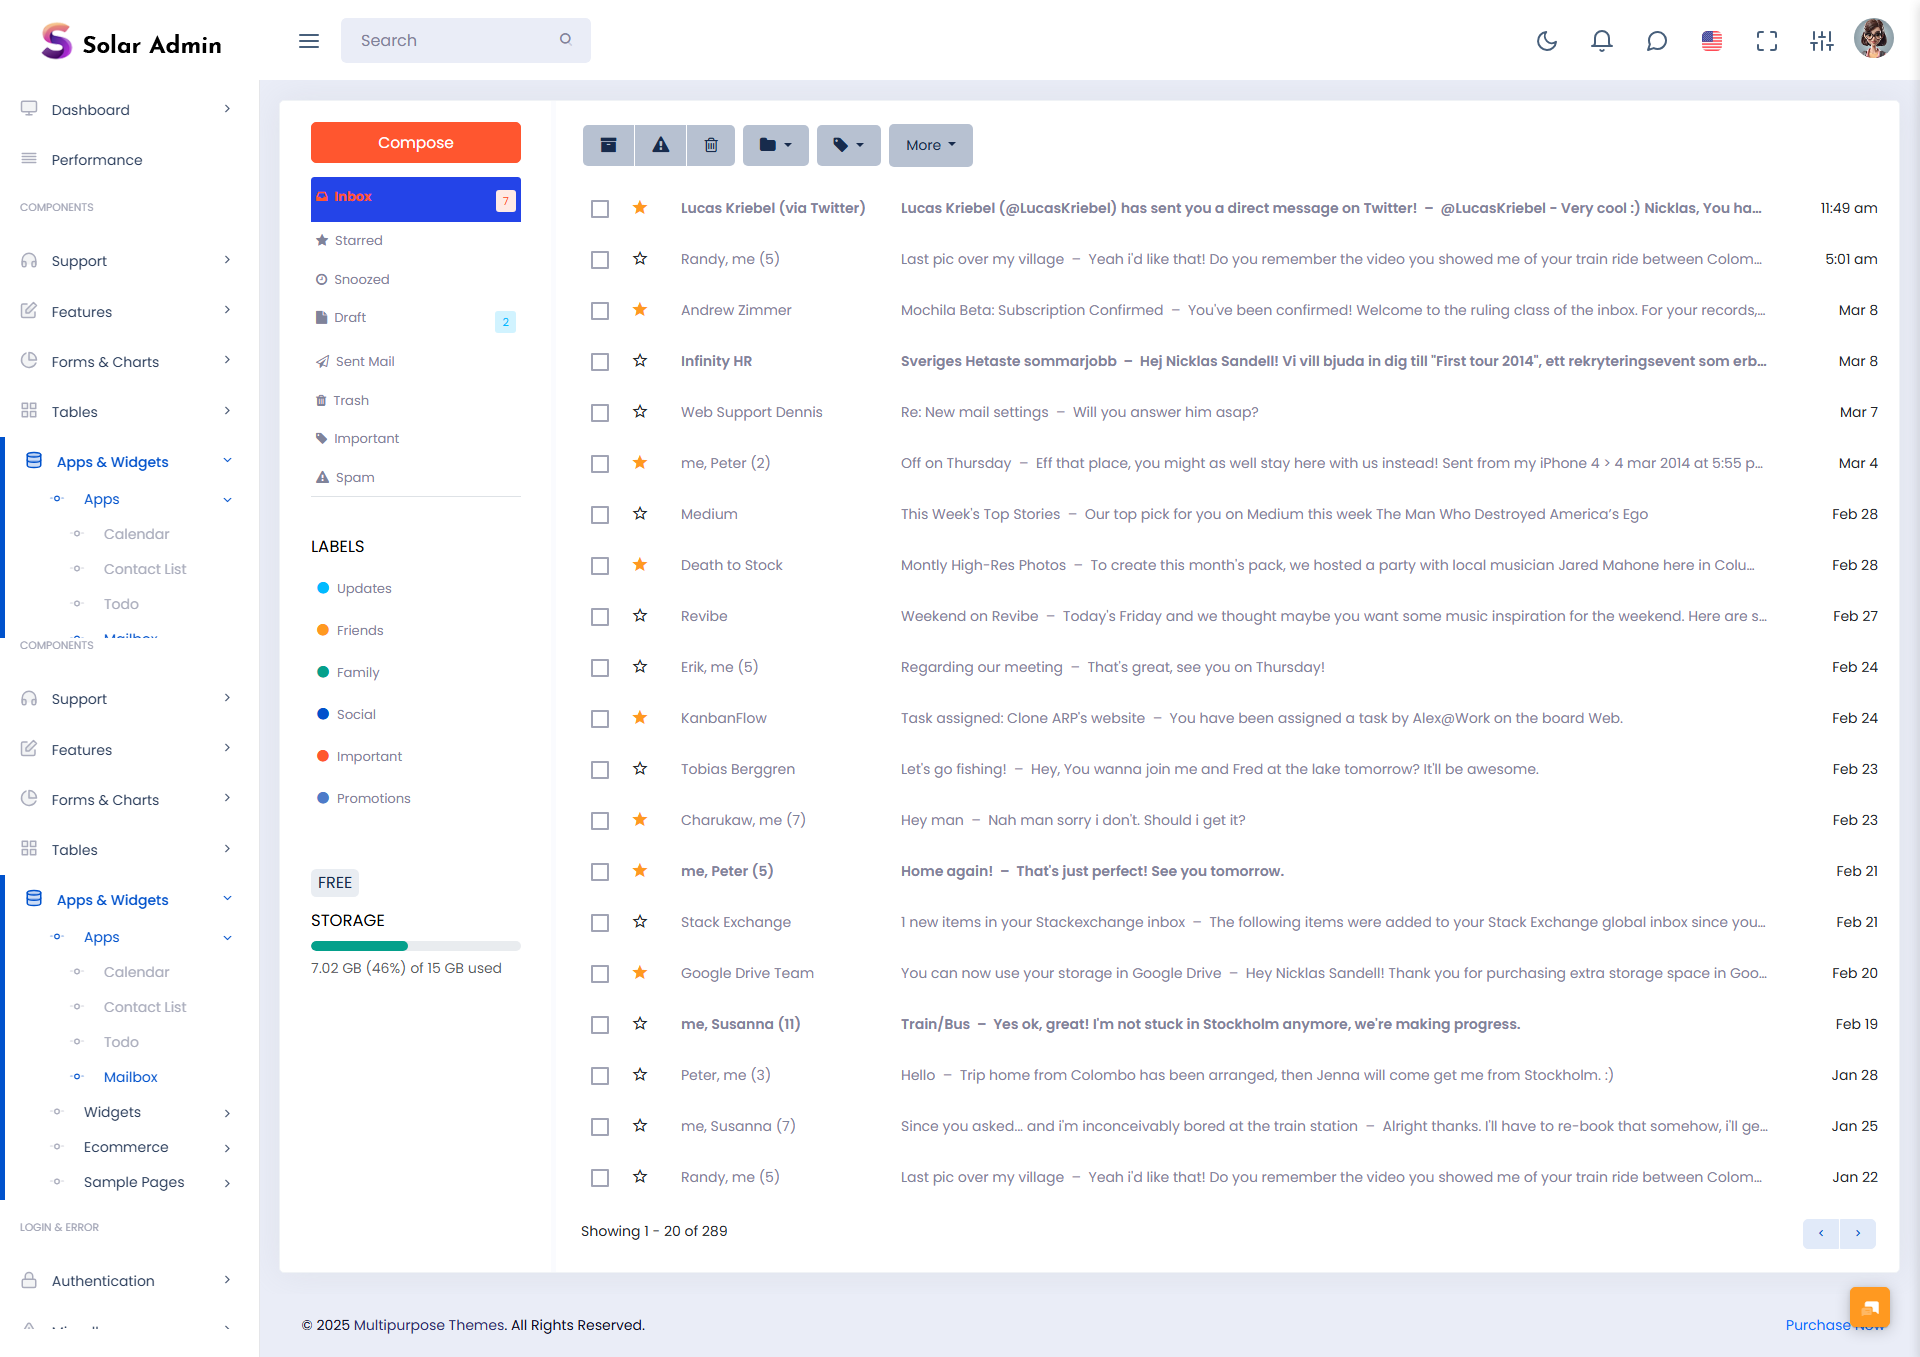 Solar Admin
Search
Dashboard
Performance
COMPONENTS
Support
Features
Forms & Charts
Tables
Apps & Widgets
Apps
Calendar
Contact List
Todo
Mailbox
COMPONENTS
Support
Features
Forms & Charts
Tables
Apps & Widgets
Apps
Calendar
Contact List
Todo
Mailbox
Widgets
Ecommerce
Sample Pages
LOGIN & ERROR
Authentication
Compose
Inbox 7
Starred
Snoozed
Draft 2
Sent Mail
Trash
Important
Spam
LABELS
Updates
Friends
Family
Social
Important
Promotions
FREE
STORAGE
7.02 GB (46%) of 15 GB used
More
Lucas Kriebel (via Twitter) Lucas Kriebel (@LucasKriebel) has sent you a direct message on Twitter! – @LucasKriebel - Very cool :) Nicklas, You ha... 11:49 am
Randy, me (5) Last pic over my village – Yeah i'd like that! Do you remember the video you showed me of your train ride between Colom... 5:01 am
Andrew Zimmer Mochila Beta: Subscription Confirmed – You've been confirmed! Welcome to the ruling class of the inbox. For your records,... Mar 8
Infinity HR Sveriges Hetaste sommarjobb – Hej Nicklas Sandell! Vi vill bjuda in dig till "First tour 2014", ett rekryteringsevent som erb... Mar 8
Web Support Dennis Re: New mail settings – Will you answer him asap? Mar 7
me, Peter (2) Off on Thursday – Eff that place, you might as well stay here with us instead! Sent from my iPhone 4 > 4 mar 2014 at 5:55 p... Mar 4
Medium This Week's Top Stories – Our top pick for you on Medium this week The Man Who Destroyed America’s Ego Feb 28
Death to Stock Montly High-Res Photos – To create this month's pack, we hosted a party with local musician Jared Mahone here in Colu... Feb 28
Revibe Weekend on Revibe – Today's Friday and we thought maybe you want some music inspiration for the weekend. Here are s... Feb 27
Erik, me (5) Regarding our meeting – That's great, see you on Thursday! Feb 24
KanbanFlow Task assigned: Clone ARP's website – You have been assigned a task by Alex@Work on the board Web. Feb 24
Tobias Berggren Let's go fishing! – Hey, You wanna join me and Fred at the lake tomorrow? It'll be awesome. Feb 23
Charukaw, me (7) Hey man – Nah man sorry i don't. Should i get it? Feb 23
me, Peter (5) Home again! – That's just perfect! See you tomorrow. Feb 21
Stack Exchange 1 new items in your Stackexchange inbox – The following items were added to your Stack Exchange global inbox since you... Feb 21
Google Drive Team You can now use your storage in Google Drive – Hey Nicklas Sandell! Thank you for purchasing extra storage space in Goo... Feb 20
me, Susanna (11) Train/Bus – Yes ok, great! I'm not stuck in Stockholm anymore, we're making progress. Feb 19
Peter, me (3) Hello – Trip home from Colombo has been arranged, then Jenna will come get me from Stockholm. :) Jan 28
me, Susanna (7) Since you asked... and i'm inconceivably bored at the train station – Alright thanks. I'll have to re-book that somehow, i'll ge... Jan 25
Randy, me (5) Last pic over my village – Yeah i'd like that! Do you remember the video you showed me of your train ride between Colom... Jan 22
Showing 1 - 20 of 289
© 2025 Multipurpose Themes. All Rights Reserved.
Purchase Now